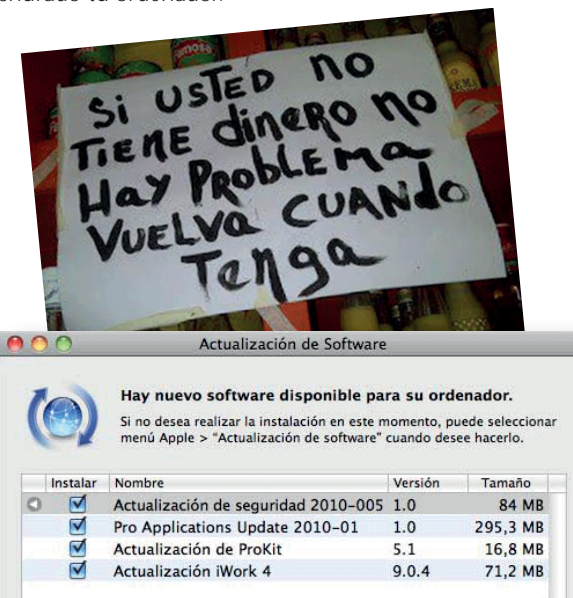 Si USTED no
TIENE dinERO no
Hay PRoblEma
VUELVa CUANdo
Tenga
Actualización de Software
Hay nuevo software disponible para su ordenador.
Si no desea realizar la instalación en este momento, puede seleccionar
menú Apple > "Actualización de software" cuando desee hacerlo.
Instalar Nombre Versión Tamaño
Actualización de seguridad 2010-005 1.0 84 MB
Pro Applications Update 2010-01 1.0 295,3 MB
Actualización de ProKit 5.1 16,8 MB
Actualización iWork 4 9.0.4 71,2 MB